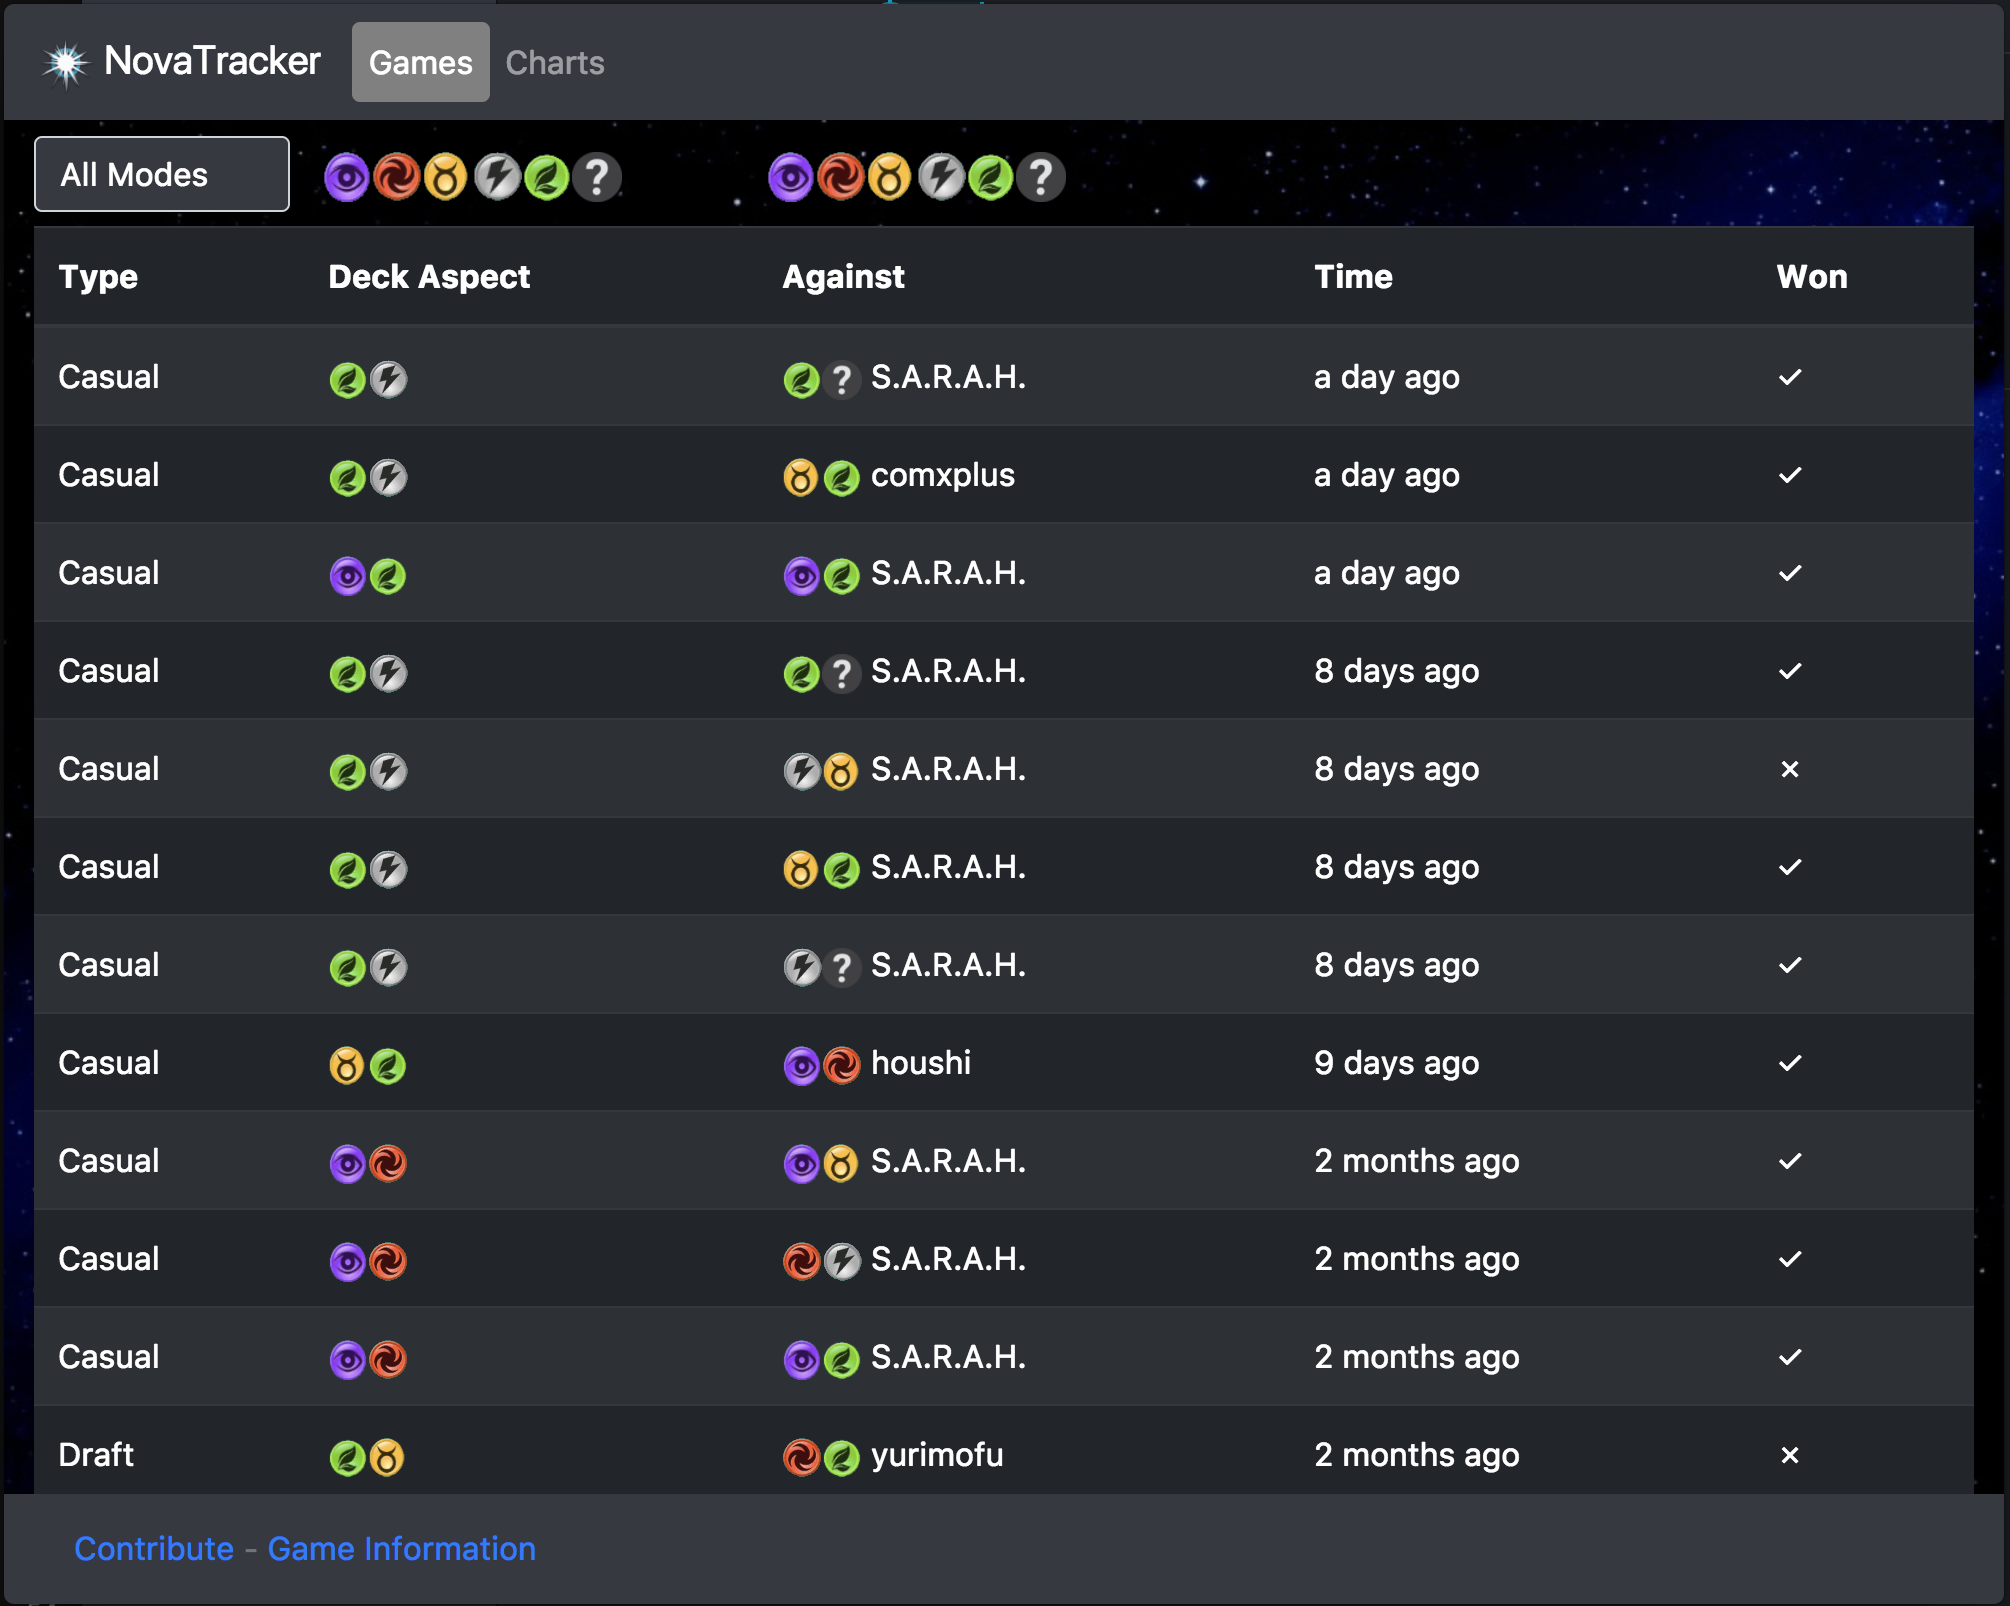 NovaTracker Games Charts
All Modes ? ?
Type Deck Aspect Against Time Won
Casual ? S.A.R.A.H. a day ago ✓
Casual comxplus a day ago ✓
Casual S.A.R.A.H. a day ago ✓
Casual ? S.A.R.A.H. 8 days ago ✓
Casual S.A.R.A.H. 8 days ago ×
Casual S.A.R.A.H. 8 days ago ✓
Casual ? S.A.R.A.H. 8 days ago ✓
Casual houshi 9 days ago ✓
Casual S.A.R.A.H. 2 months ago ✓
Casual S.A.R.A.H. 2 months ago ✓
Casual S.A.R.A.H. 2 months ago ✓
Draft yurimofu 2 months ago ×
Contribute - Game Information